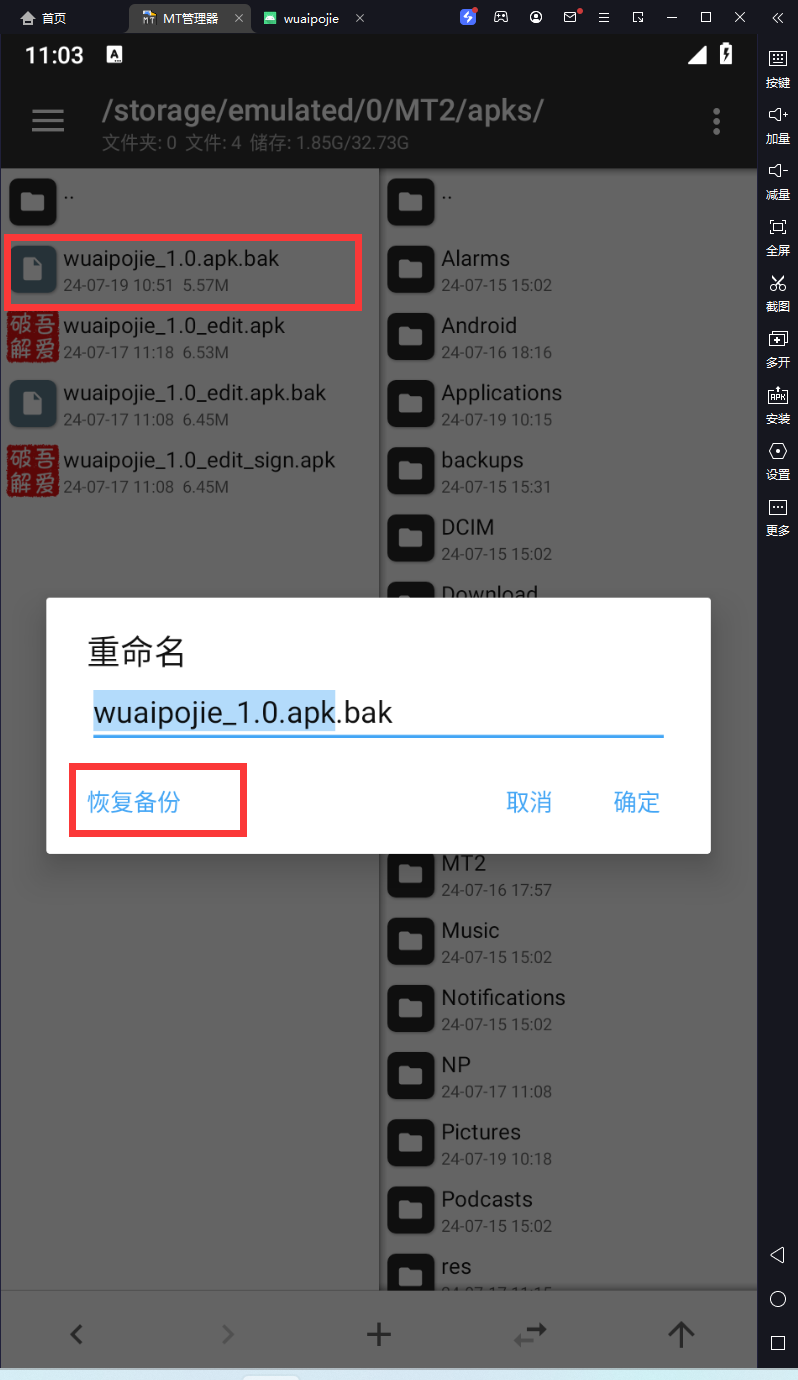 首页
MT管理器
wuaipojie
11:03
A
/storage/emulated/0/MT2/apks/
文件夹: 0 文件: 4 储存: 1.85G/32.73G
..
wuaipojie_1.0.apk.bak
24-07-19 10:51 5.57M
破吾解爱
wuaipojie_1.0_edit.apk
24-07-17 11:18 6.53M
wuaipojie_1.0_edit.apk.bak
24-07-17 11:08 6.45M
破吾解爱
wuaipojie_1.0_edit_sign.apk
24-07-17 11:08 6.45M
..
Alarms
24-07-15 15:02
Android
24-07-16 18:16
Applications
24-07-19 10:15
backups
24-07-15 15:31
DCIM
24-07-15 15:02
Download
重命名
wuaipojie_1.0.apk.bak
恢复备份
取消
确定
MT2
24-07-16 17:57
Music
24-07-15 15:02
Notifications
24-07-15 15:02
NP
24-07-17 11:08
Pictures
24-07-19 10:18
Podcasts
24-07-15 15:02
res
24-07-17 11:15
按键
加量
减量
全屏
截图
多开
APK
安装
设置
更多